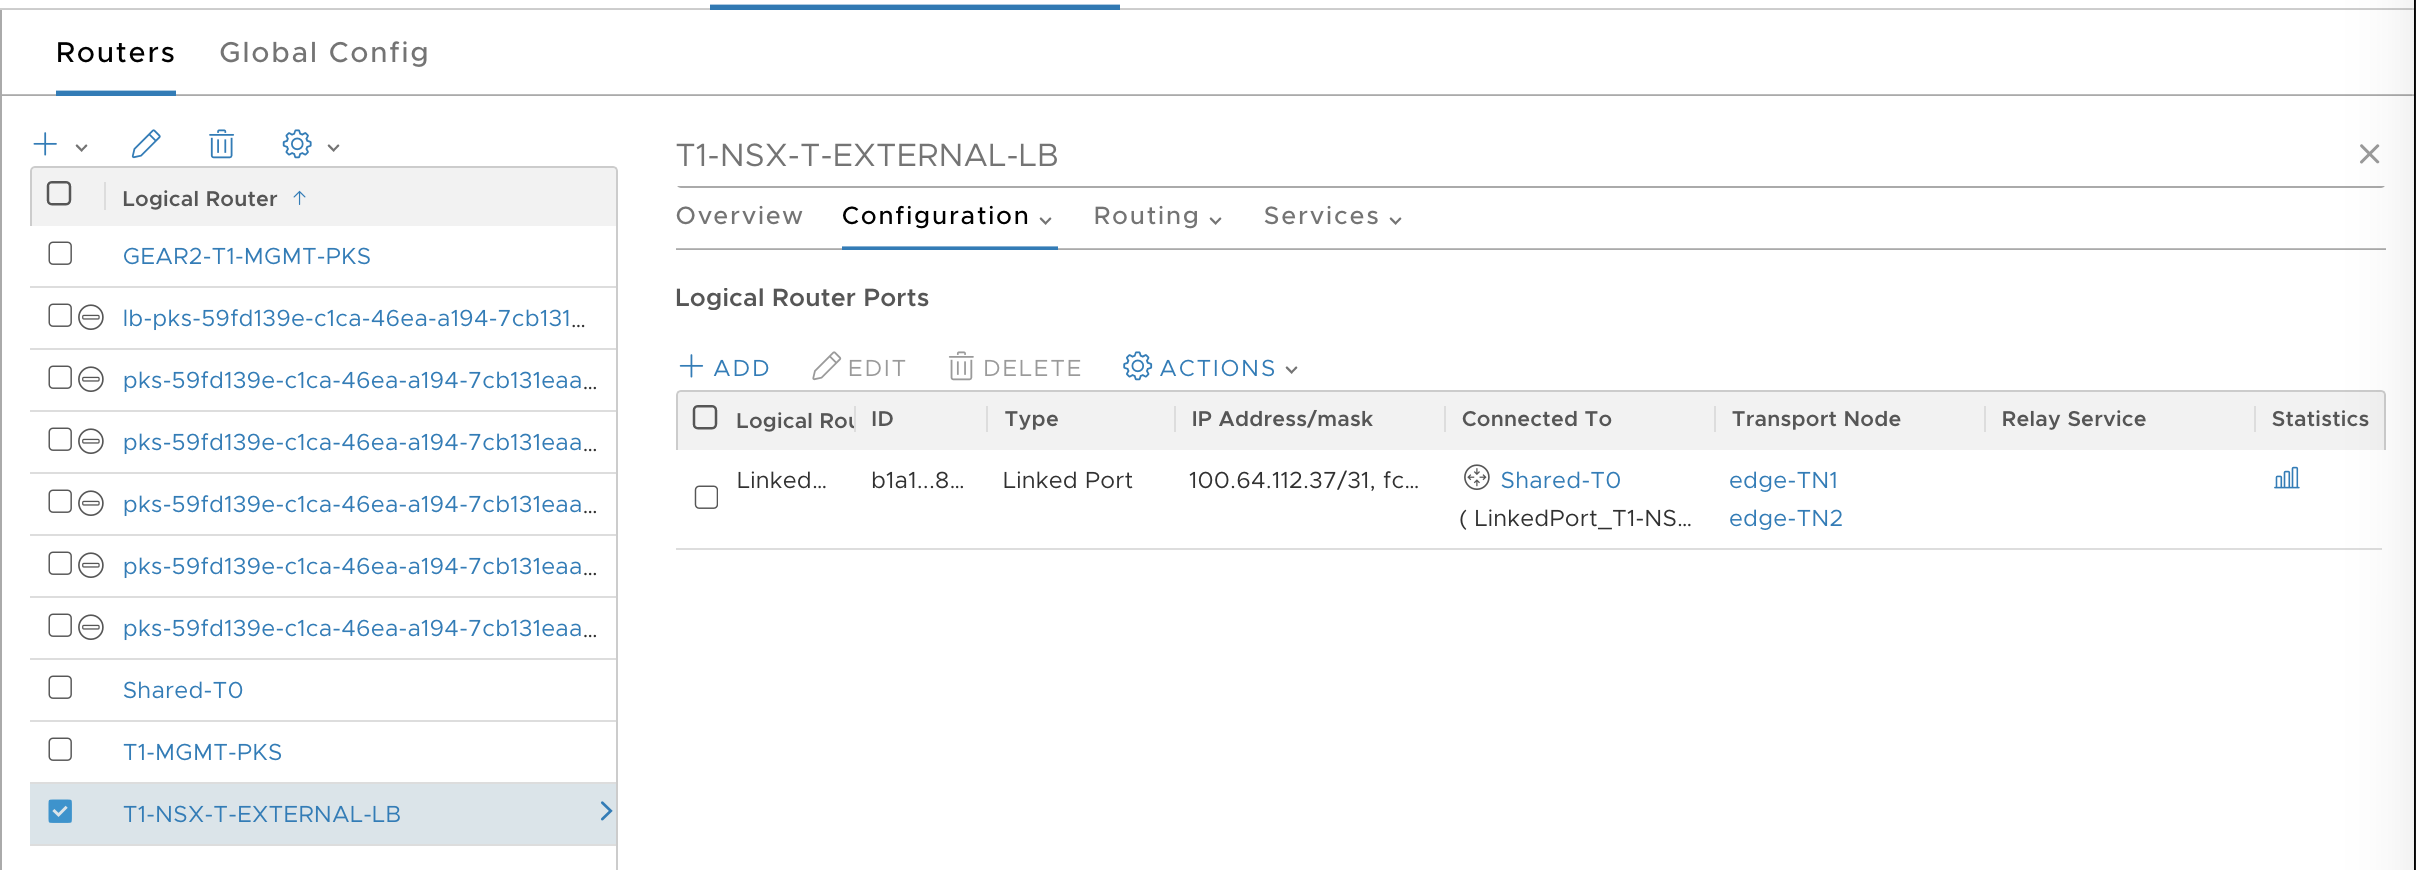 Routers Global Config
Logical Router
GEAR2-T1-MGMT-PKS
lb-pks-59fd139e-c1ca-46ea-a194-7cb131...
pks-59fd139e-c1ca-46ea-a194-7cb131eaa...
pks-59fd139e-c1ca-46ea-a194-7cb131eaa...
pks-59fd139e-c1ca-46ea-a194-7cb131eaa...
pks-59fd139e-c1ca-46ea-a194-7cb131eaa...
pks-59fd139e-c1ca-46ea-a194-7cb131eaa...
Shared-T0
T1-MGMT-PKS
T1-NSX-T-EXTERNAL-LB
T1-NSX-T-EXTERNAL-LB
Overview Configuration Routing Services
Logical Router Ports
ADD EDIT DELETE ACTIONS
Logical Rou ID Type IP Address/mask Connected To Transport Node Relay Service Statistics
Linked... b1a1...8... Linked Port 100.64.112.37/31, fc... Shared-T0 edge-TN1
( LinkedPort_T1-NS... edge-TN2